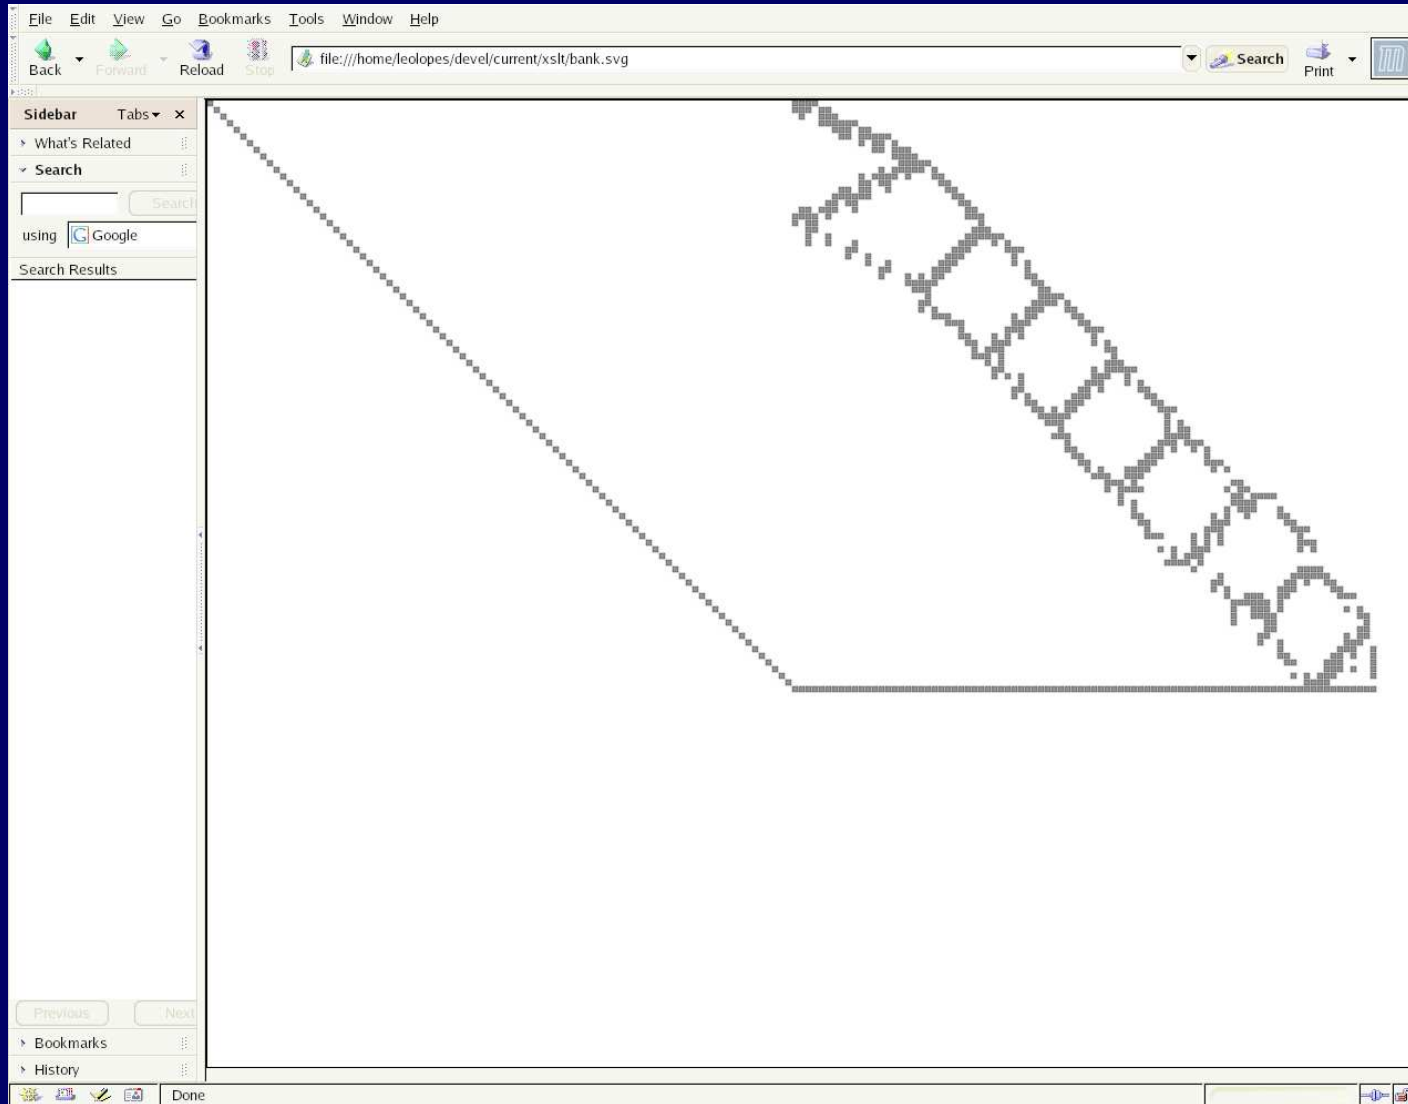 File Edit View Go Bookmarks Tools Window Help
Back Forward Reload Stop file:///home/leolopes/devel/current/xslt/bank.svg Search Print
Sidebar Tabs
What's Related
Search
Search
using Google
Search Results
Previous Next
Bookmarks
History
Done